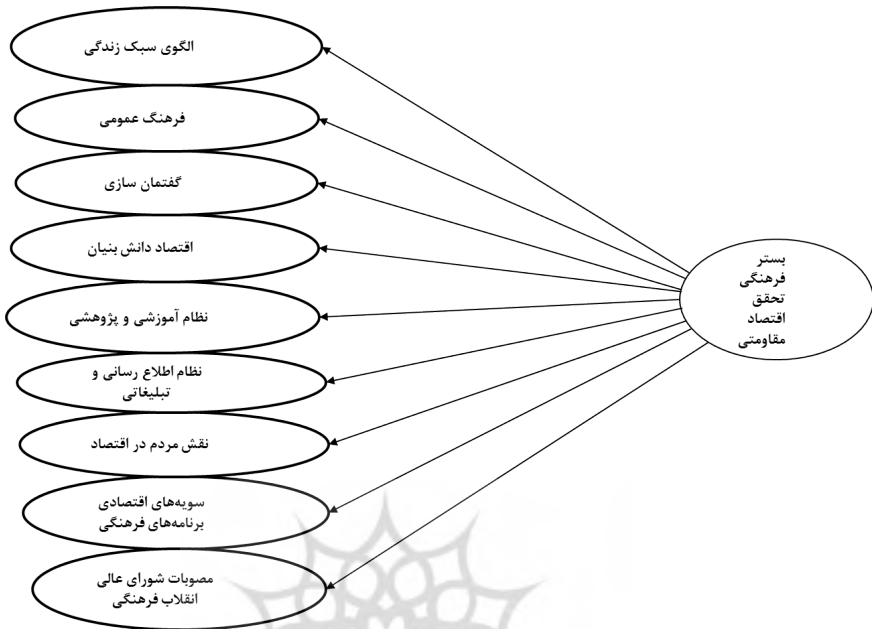 الگوی سبک زندگی
فرهنگ عمومی
گفتمان سازی
اقتصاد دانش بنیان
نظام آموزشی و پژوهشی
نظام اطلاع رسانی و
تبلیغاتی
نقش مردم در اقتصاد
سویه‌های اقتصادی
برنامه‌های فرهنگی
مصوبات شورای عالی
انقلاب فرهنگی
بستر
فرهنگی
تحقق
اقتصاد
مقاومتی